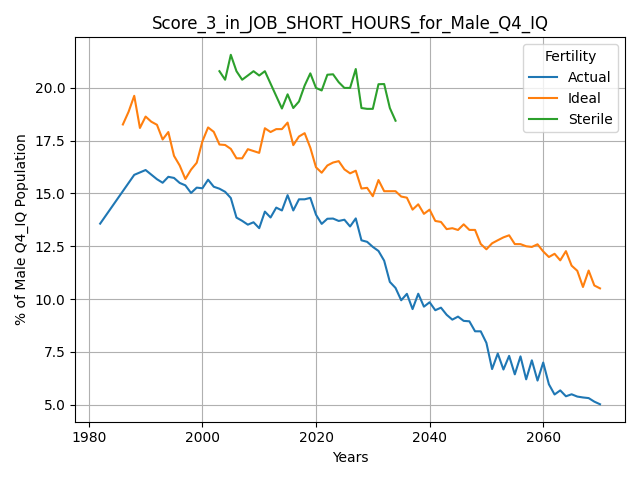 Score_3_in_JOB_SHORT_HOURS_for_Male_Q4_IQ
Fertility
Actual
Ideal
Sterile
% of Male Q4_IQ Population
20.0
17.5
15.0
12.5
10.0
7.5
5.0
1980 2000 2020 2040 2060
Years